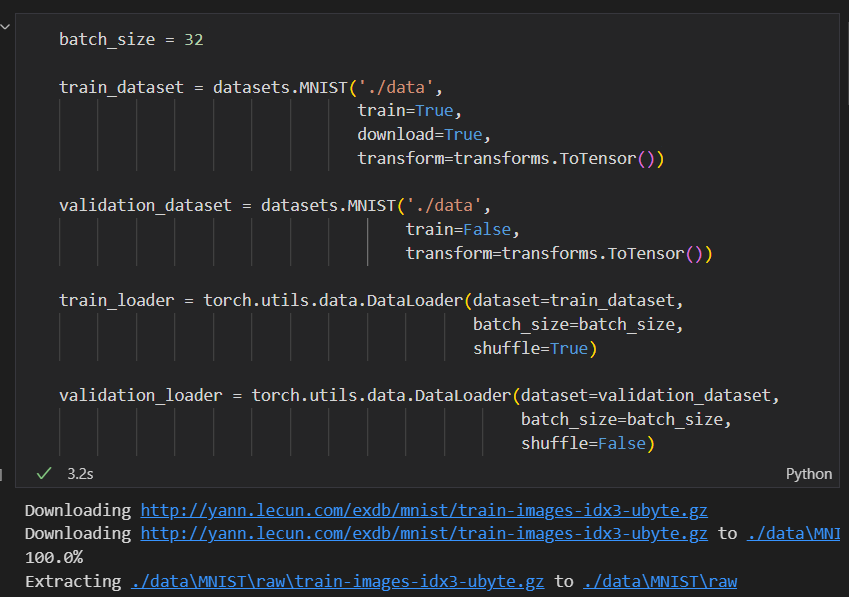 batch_size = 32
train_dataset = datasets.MNIST('./data',
train=True,
download=True,
transform=transforms.ToTensor())
validation_dataset = datasets.MNIST('./data',
train=False,
transform=transforms.ToTensor())
train_loader = torch.utils.data.DataLoader(dataset=train_dataset,
batch_size=batch_size,
shuffle=True)
validation_loader = torch.utils.data.DataLoader(dataset=validation_dataset,
batch_size=batch_size,
shuffle=False)
3.2s Python
Downloading http://yann.lecun.com/exdb/mnist/train-images-idx3-ubyte.gz
Downloading http://yann.lecun.com/exdb/mnist/train-images-idx3-ubyte.gz to ./data\MNI
100.0%
Extracting ./data\MNIST\raw\train-images-idx3-ubyte.gz to ./data\MNIST\raw